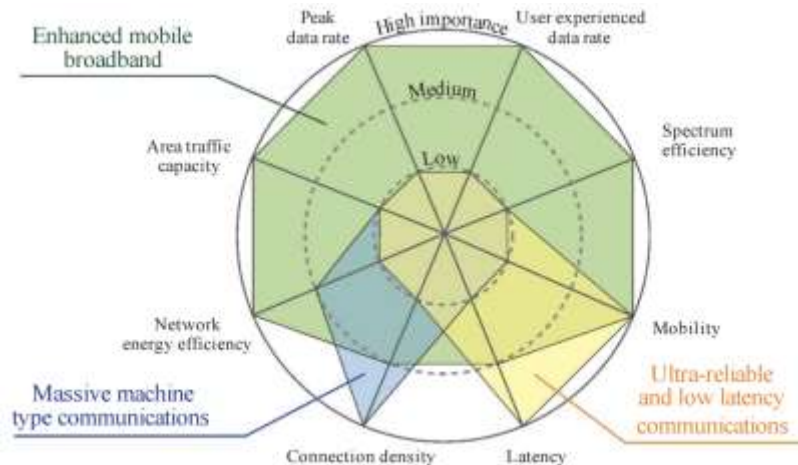 Peak
data rate
High importance
User experienced
data rate
Enhanced mobile
broadband
Medium
Area traffic
capacity
Low
Spectrum
efficiency
Network
energy efficiency
Mobility
Massive machine
type communications
Ultra-reliable
and low latency
communications
Connection density
Latency